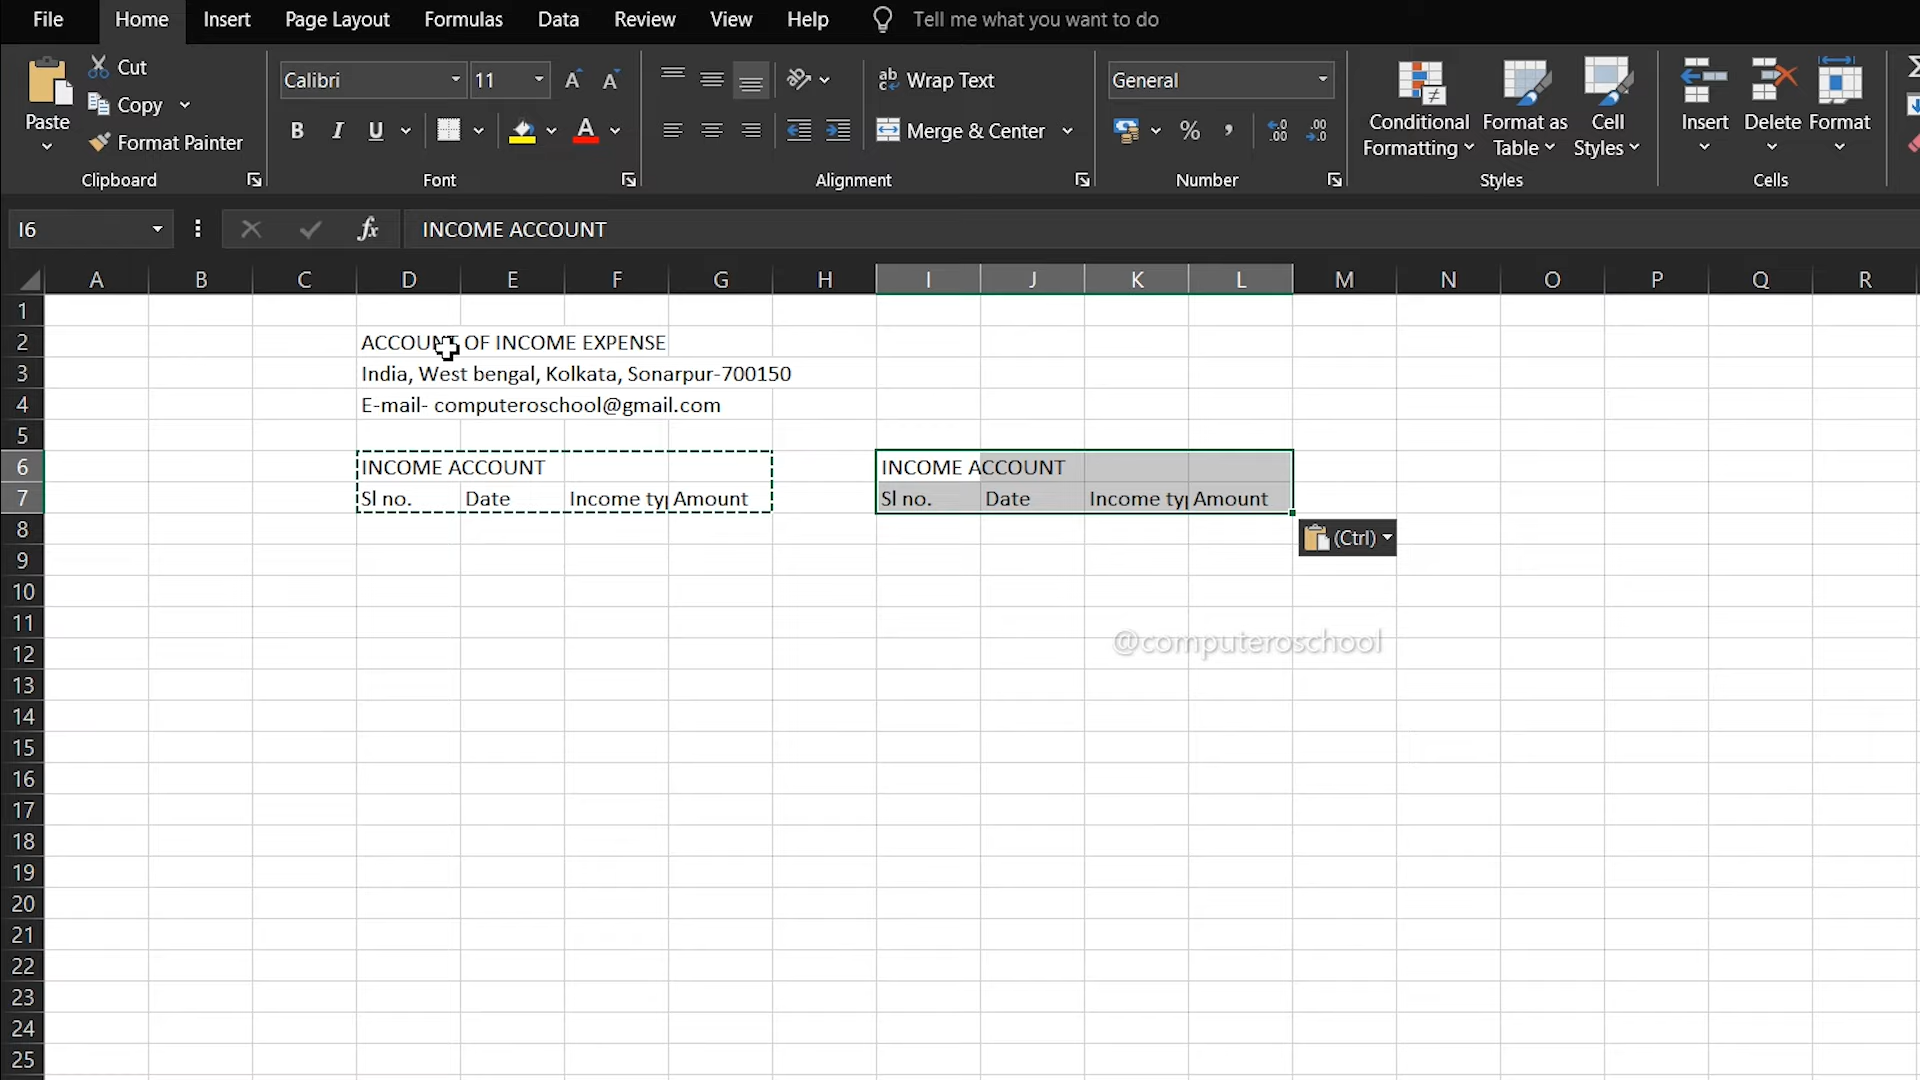 File Home Insert Page Layout Formulas Data Review View Help Tell me what you want to do
Paste Cut Copy Format Painter
Calibri 11
B I U A
ab Wrap Text
Merge & Center
General
% , .00
Conditional Formatting Format as Table Cell Styles
Insert Delete Format
Clipboard Font Alignment Number Styles Cells
I6 fx INCOME ACCOUNT
A B C D E F G H I J K L M N O P Q R
1
2 ACCOUNT OF INCOME EXPENSE
3 India, West bengal, Kolkata, Sonarpur-700150
4 E-mail- computeroschool@gmail.com
5
6 INCOME ACCOUNT INCOME ACCOUNT
7 Sl no. Date Income typ Amount Sl no. Date Income typ Amount
8 (Ctrl)
9
10
11
@computeroschool
12
13
14
15
16
17
18
19
20
21
22
23
24
25